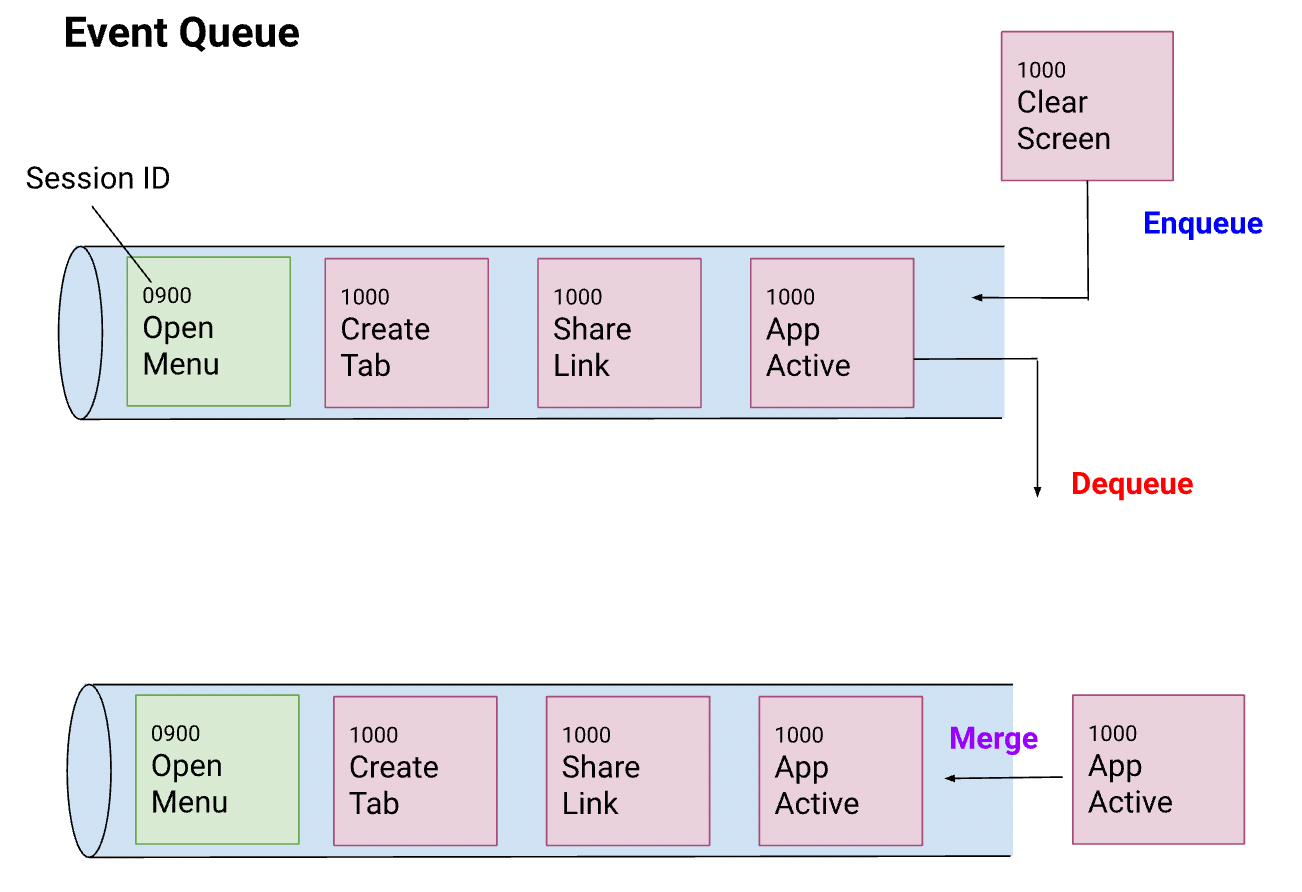 Event Queue
1000
Clear
Screen
Session ID
Enqueue
0900
Open
Menu
1000
Create
Tab
1000
Share
Link
1000
App
Active
Dequeue
0900
Open
Menu
1000
Create
Tab
1000
Share
Link
1000
App
Active
Merge
1000
App
Active